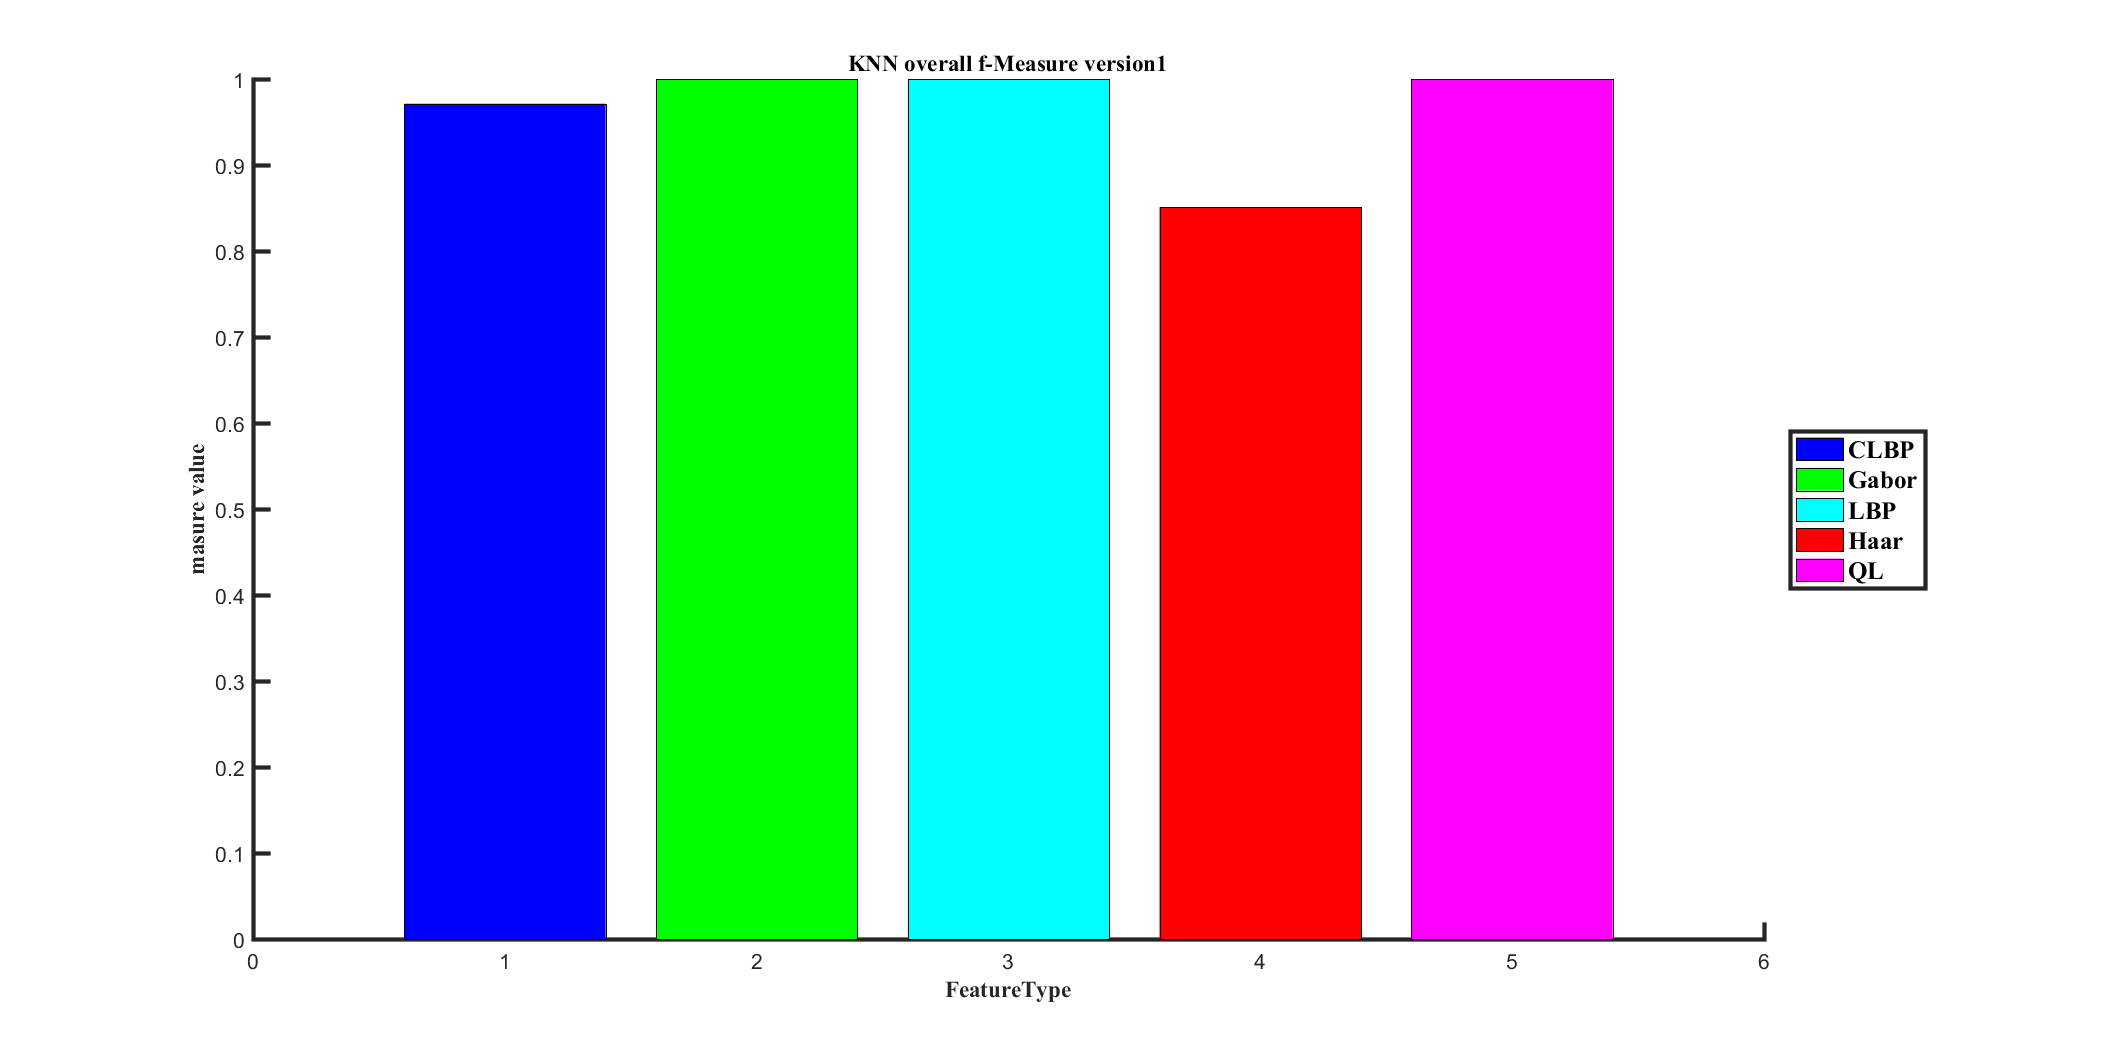 KNN overall f-Measure version1
1
0.9
0.8
0.7
0.6
0.5
0.4
0.3
0.2
0.1
0
masure value
0 1 2 3 4 5 6
FeatureType
CLBP
Gabor
LBP
Haar
QL